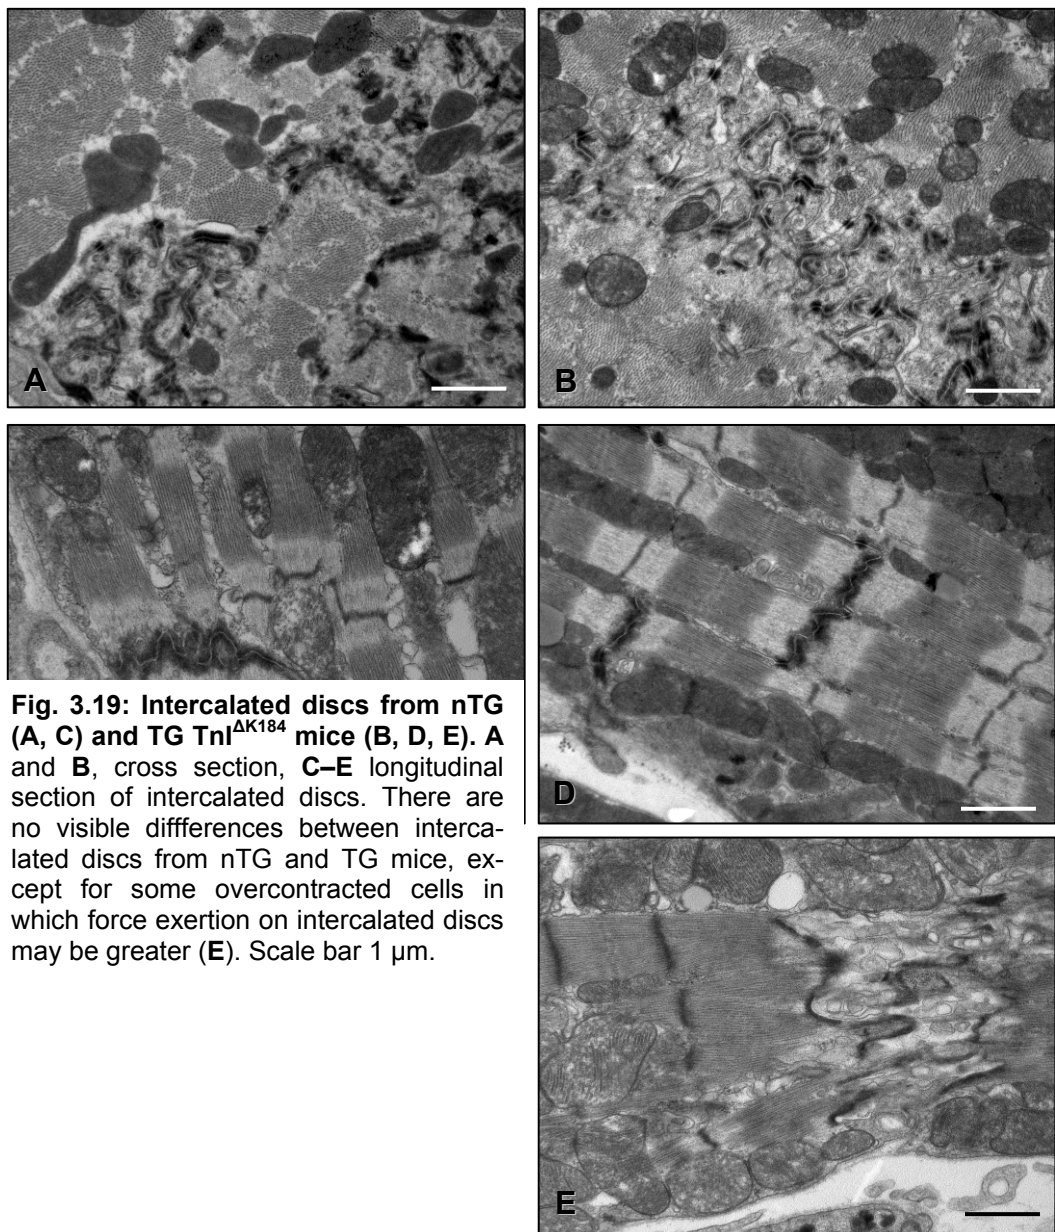 A
B
Fig. 3.19: Intercalated discs from nTG
(A, C) and TG TnI^ΔK184 mice (B, D, E). A
and B, cross section, C–E longitudinal
section of intercalated discs. There are
no visible diffferences between interca-
lated discs from nTG and TG mice, ex-
cept for some overcontracted cells in
which force exertion on intercalated discs
may be greater (E). Scale bar 1 µm.
D
E